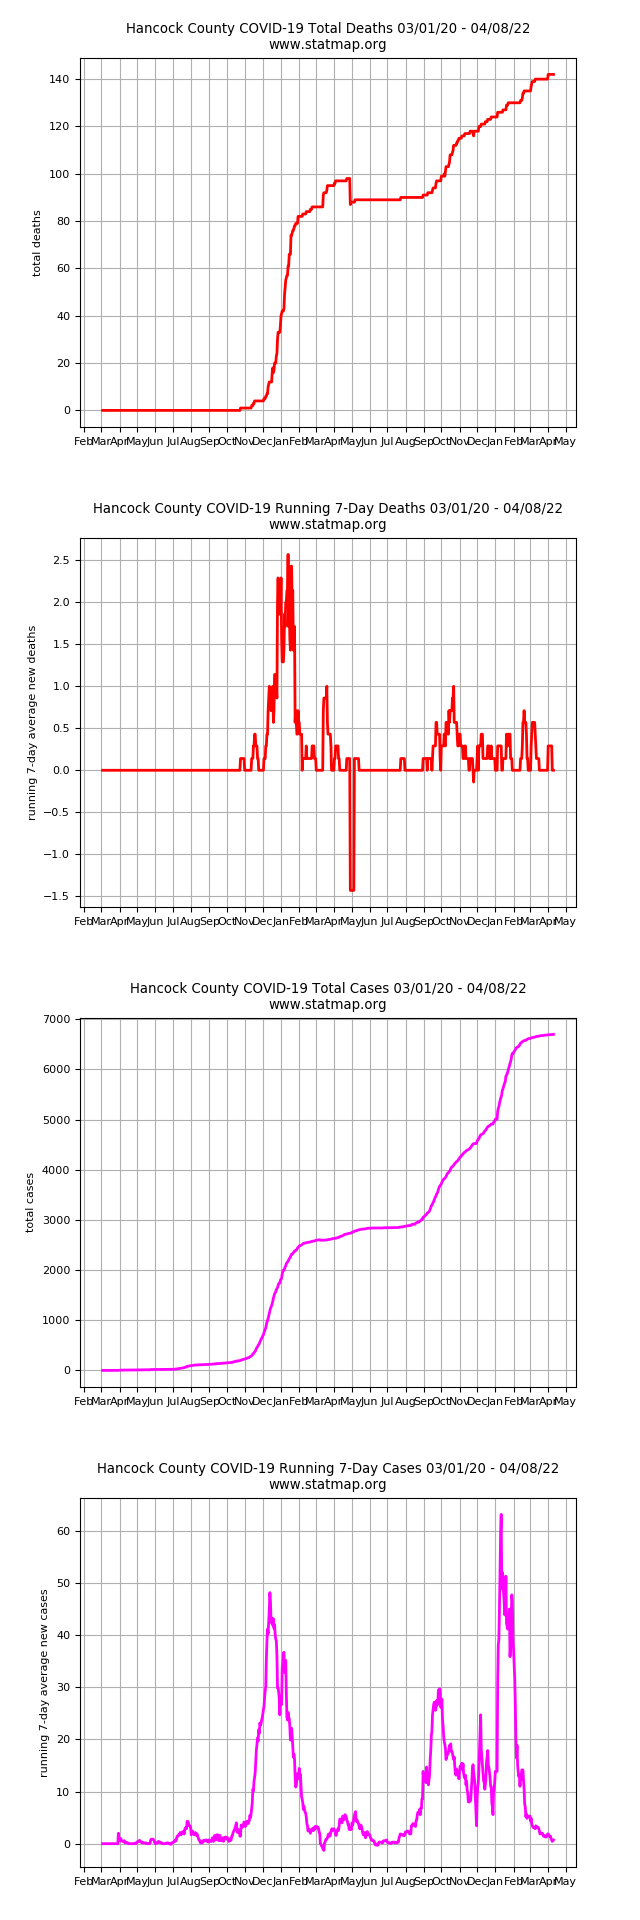 Hancock County COVID-19 Total Deaths 03/01/20 - 04/08/22
www.statmap.org
140
120
100
80
60
40
20
0
total deaths
Feb Mar Apr May Jun Jul Aug Sep Oct Nov Dec Jan Feb Mar Apr May Jun Jul Aug Sep Oct Nov Dec Jan Feb Mar Apr May
Hancock County COVID-19 Running 7-Day Deaths 03/01/20 - 04/08/22
www.statmap.org
2.5
2.0
1.5
1.0
0.5
0.0
−0.5
−1.0
−1.5
running 7-day average new deaths
Feb Mar Apr May Jun Jul Aug Sep Oct Nov Dec Jan Feb Mar Apr May Jun Jul Aug Sep Oct Nov Dec Jan Feb Mar Apr May
Hancock County COVID-19 Total Cases 03/01/20 - 04/08/22
www.statmap.org
7000
6000
5000
4000
3000
2000
1000
0
total cases
Feb Mar Apr May Jun Jul Aug Sep Oct Nov Dec Jan Feb Mar Apr May Jun Jul Aug Sep Oct Nov Dec Jan Feb Mar Apr May
Hancock County COVID-19 Running 7-Day Cases 03/01/20 - 04/08/22
www.statmap.org
60
50
40
30
20
10
0
running 7-day average new cases
Feb Mar Apr May Jun Jul Aug Sep Oct Nov Dec Jan Feb Mar Apr May Jun Jul Aug Sep Oct Nov Dec Jan Feb Mar Apr May